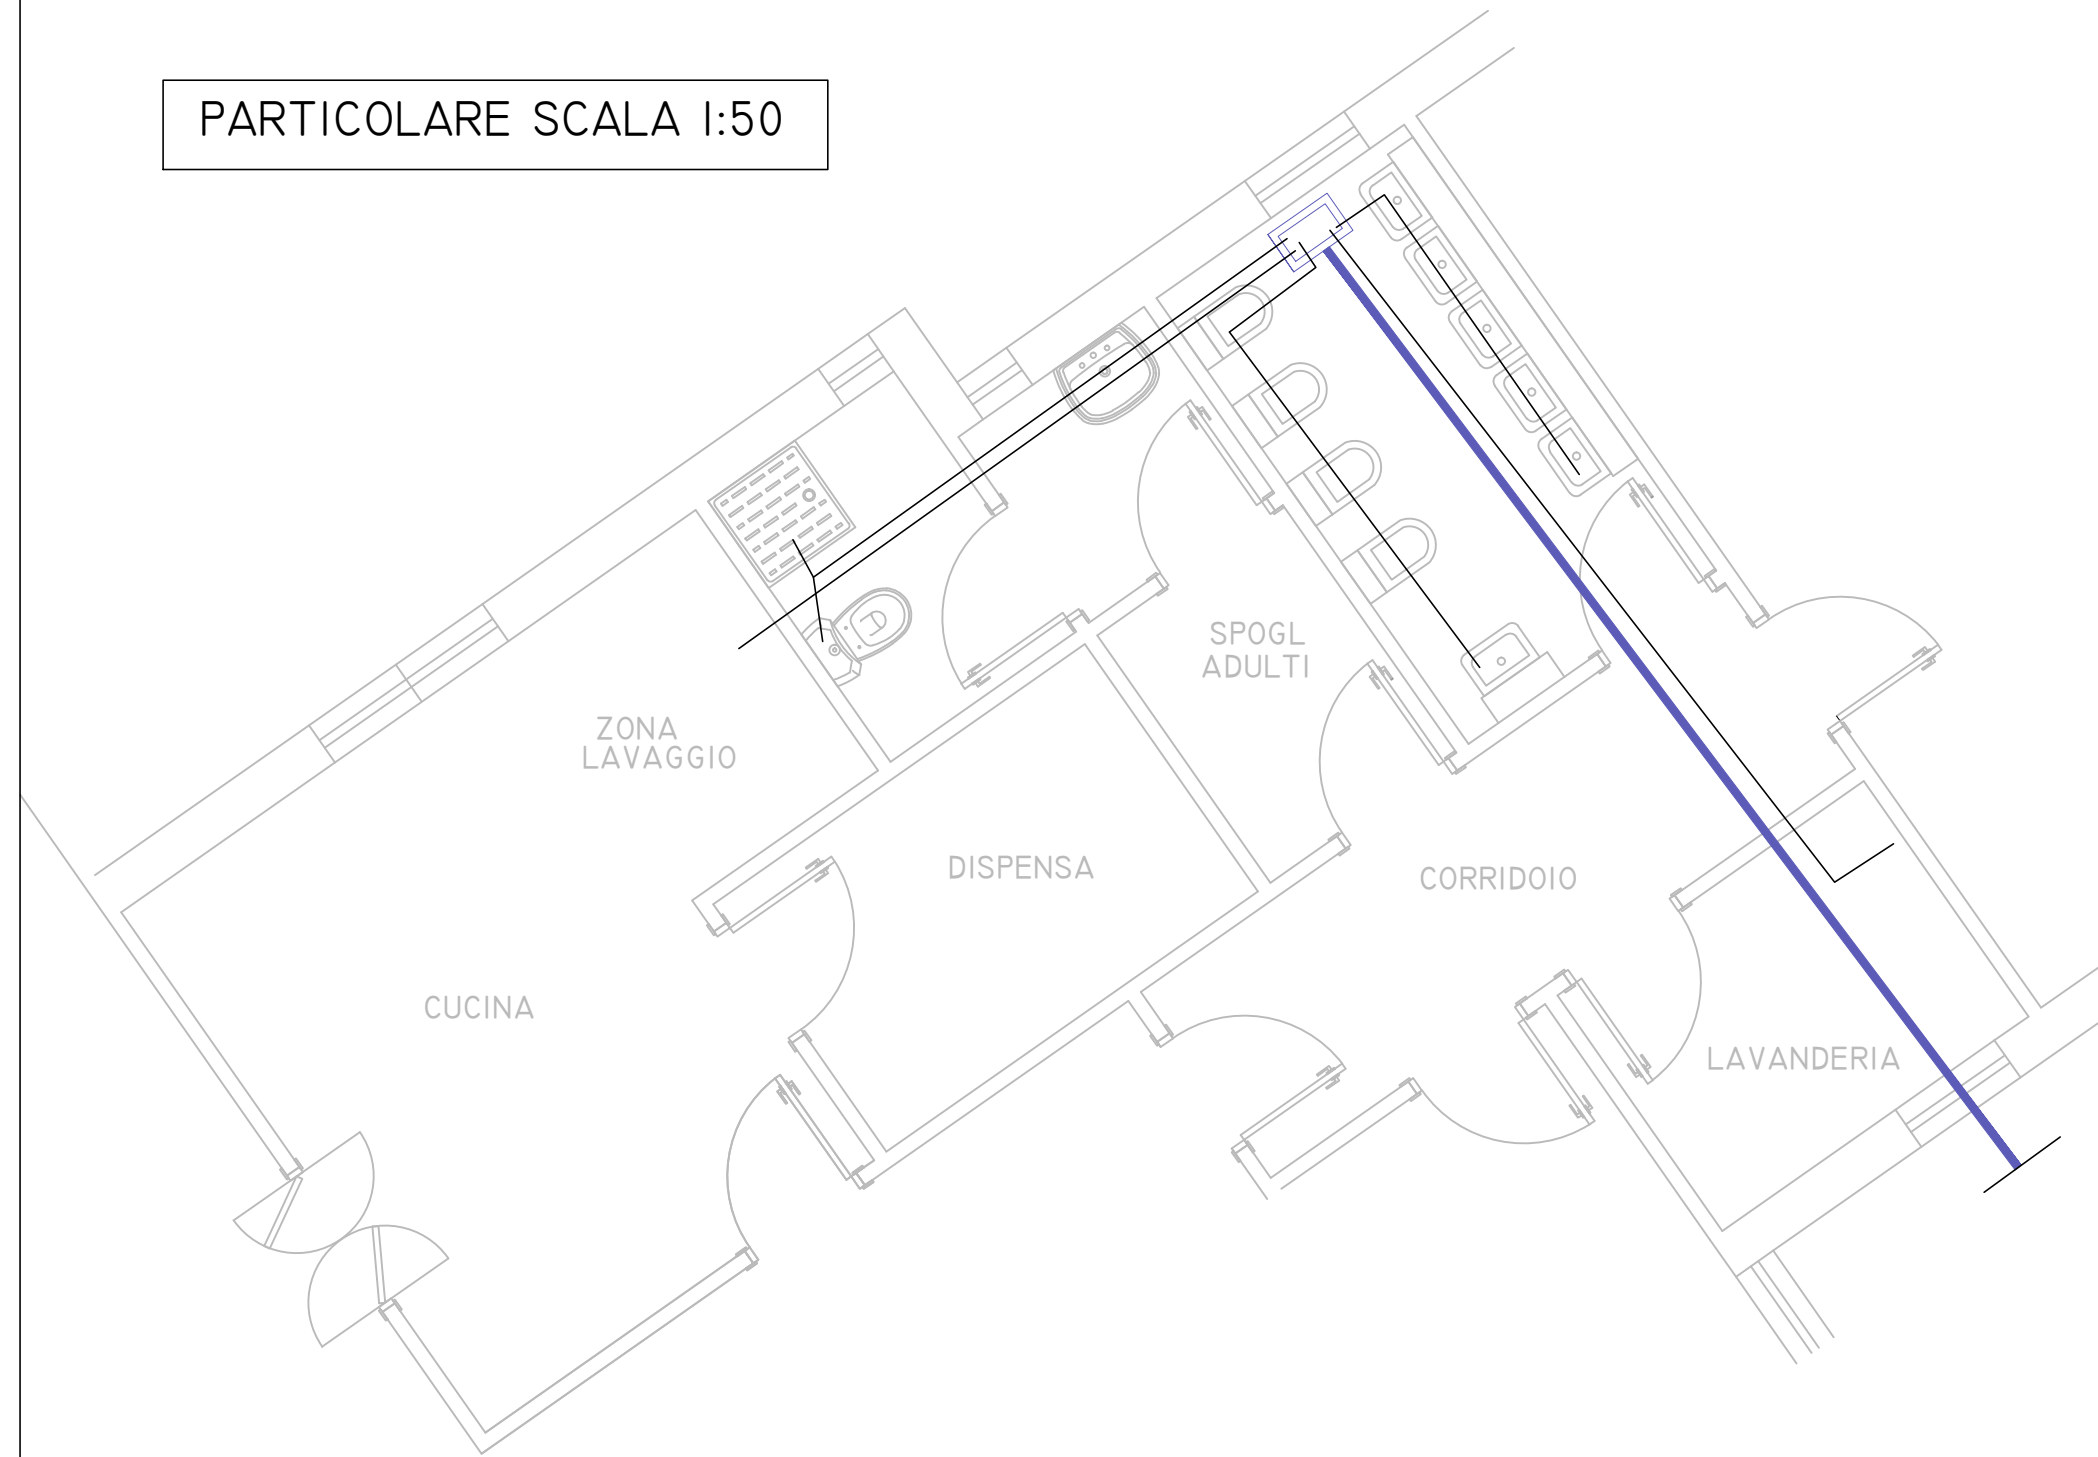 PARTICOLARE SCALA 1:50
SPOGL
ADULTI
ZONA
LAVAGGIO
DISPENSA
CORRIDOIO
CUCINA
LAVANDERIA